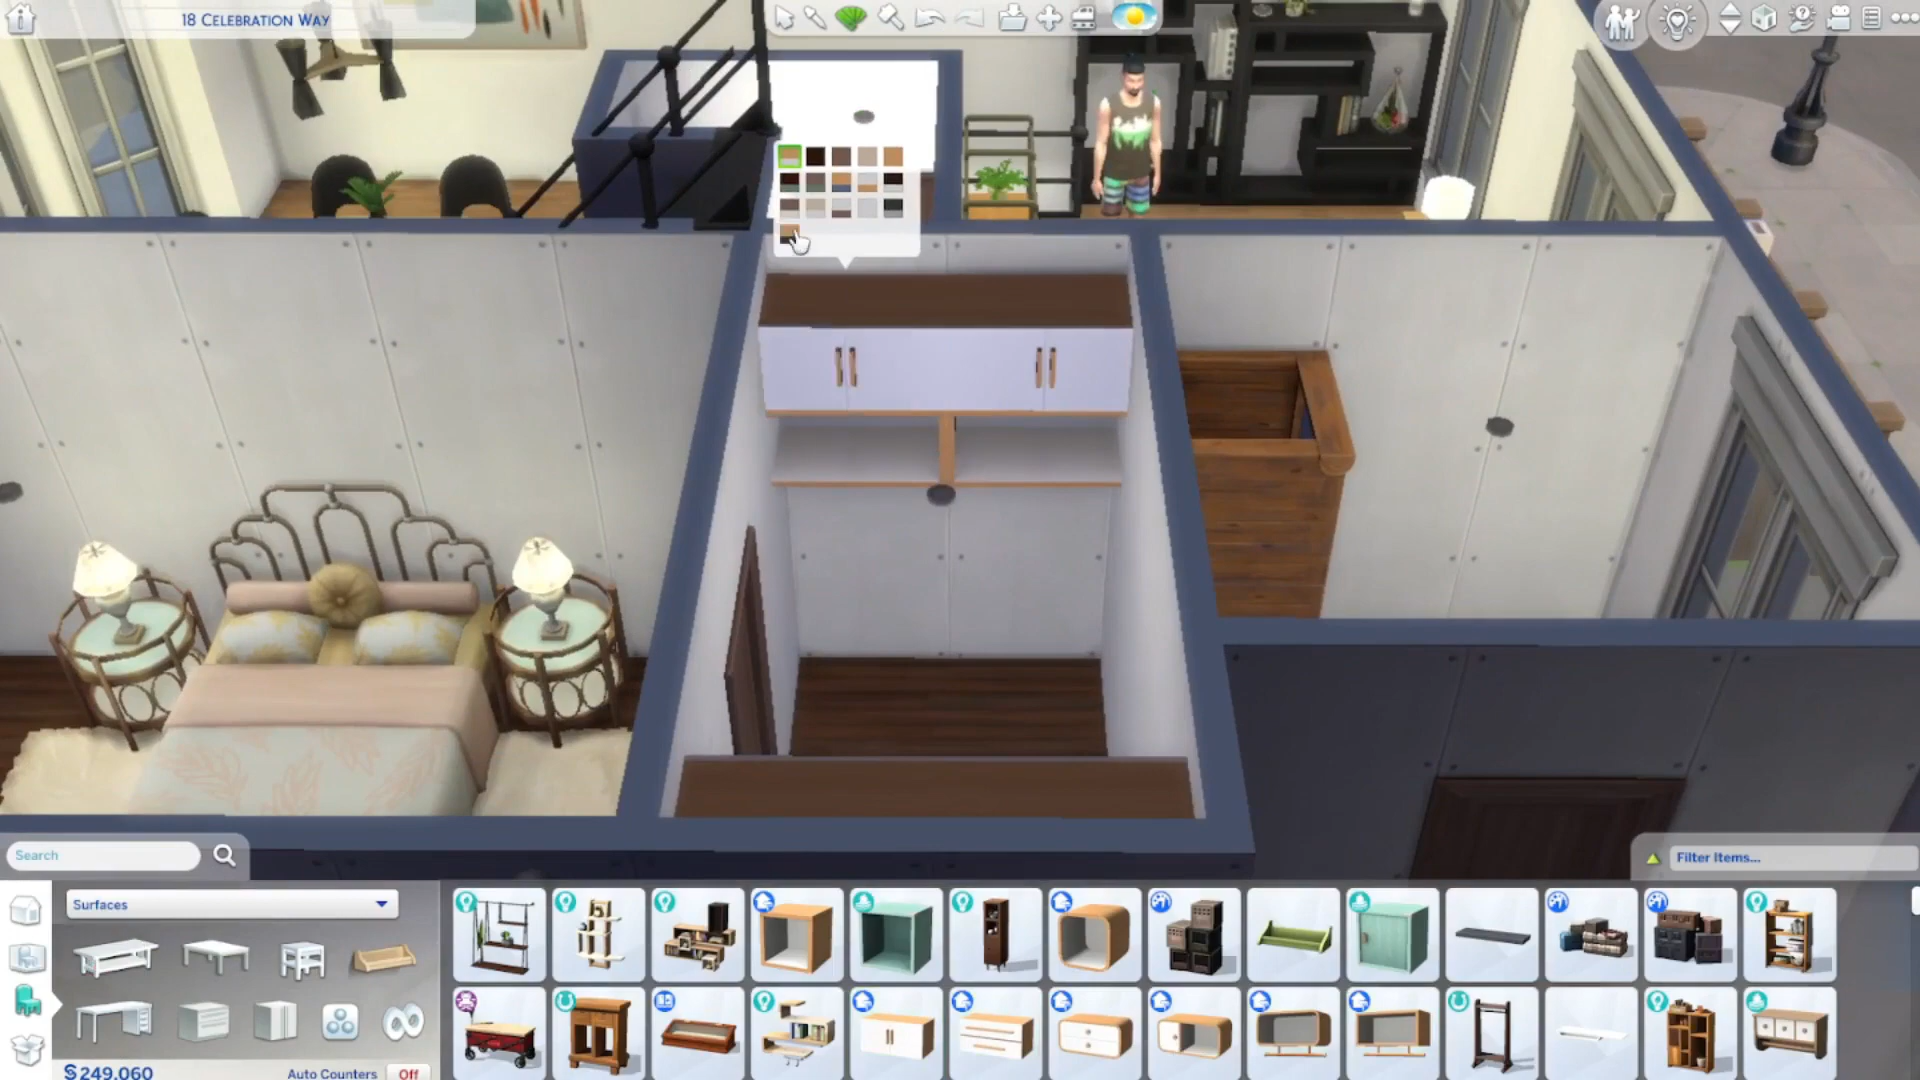 18 Celebration Way
Search
Filter Items...
Surfaces
§249,060
Auto Counters Off